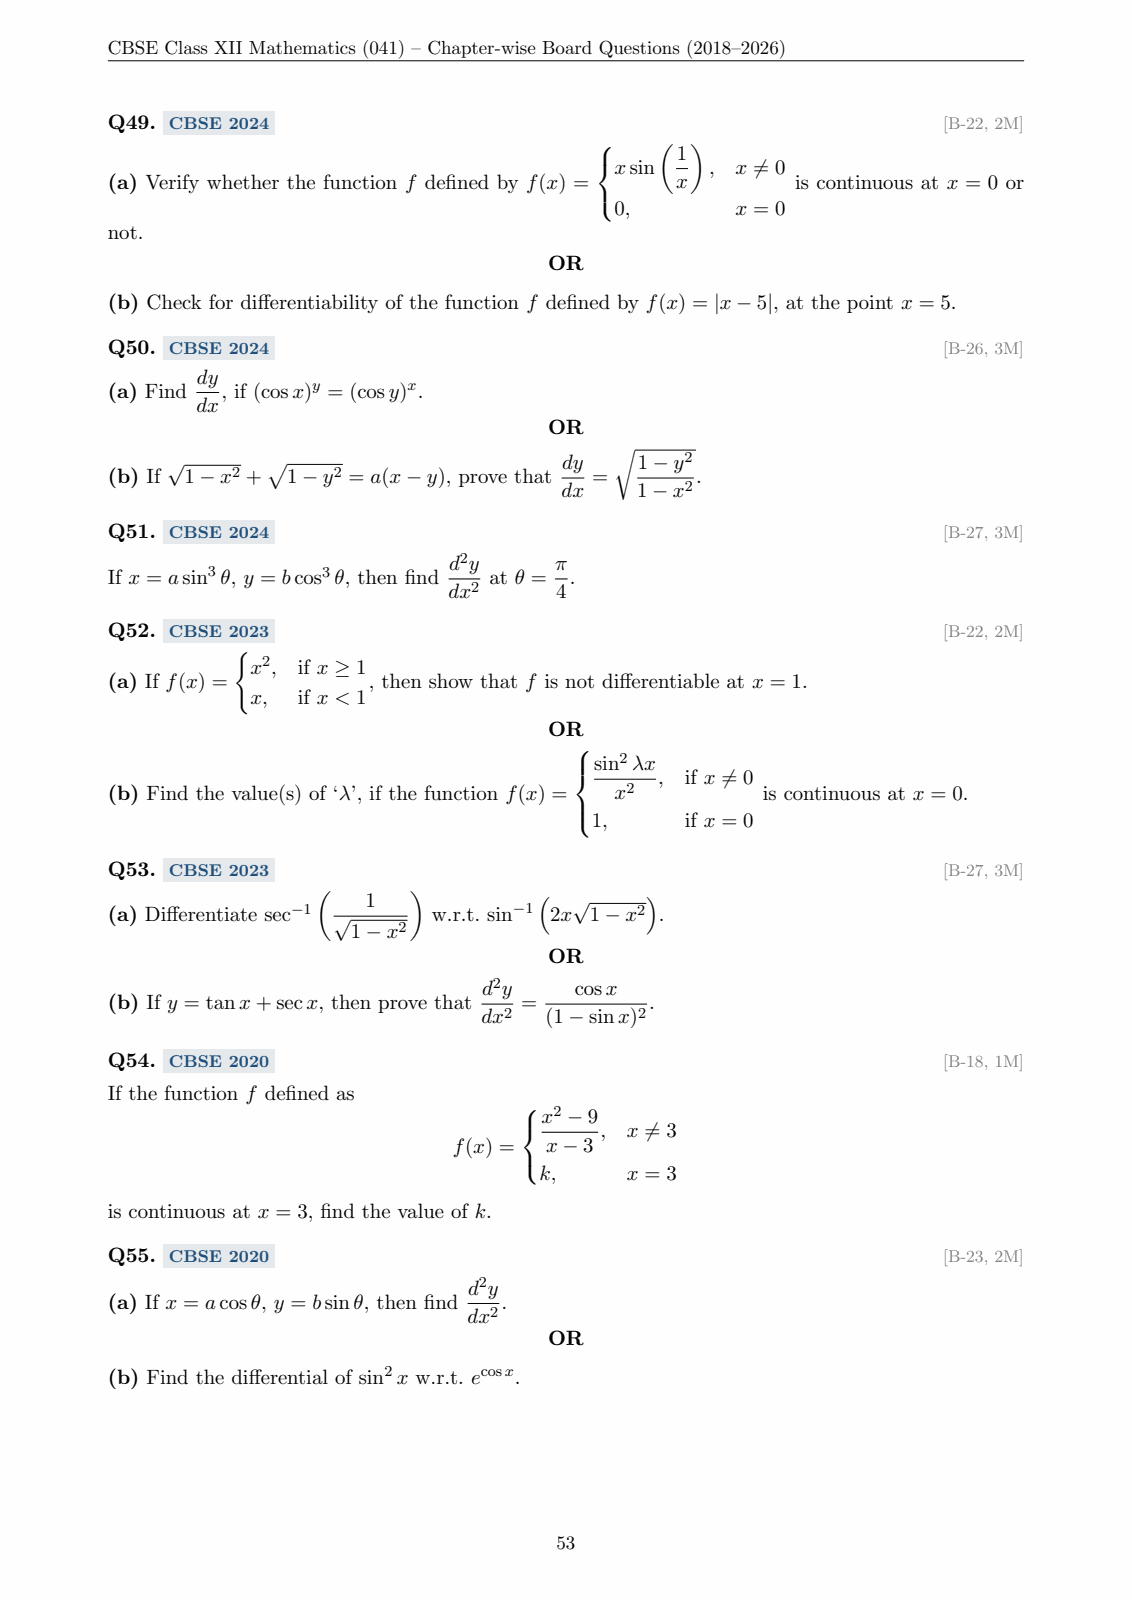 CBSE Class XII Mathematics (041) – Chapter-wise Board Questions (2018–2026)
Q49. CBSE 2024 [B-22, 2M]
(a) Verify whether the function f defined by f(x) = { x sin(1/x), x ≠ 0; 0, x = 0 is continuous at x = 0 or
not.
OR
(b) Check for differentiability of the function f defined by f(x) = |x − 5|, at the point x = 5.
Q50. CBSE 2024 [B-26, 3M]
(a) Find dy/dx, if (cos x)^y = (cos y)^x.
OR
(b) If √(1 − x²) + √(1 − y²) = a(x − y), prove that dy/dx = √((1 − y²)/(1 − x²)).
Q51. CBSE 2024 [B-27, 3M]
If x = a sin³ θ, y = b cos³ θ, then find d²y/dx² at θ = π/4.
Q52. CBSE 2023 [B-22, 2M]
(a) If f(x) = { x², if x ≥ 1; x, if x < 1, then show that f is not differentiable at x = 1.
OR
(b) Find the value(s) of ‘λ’, if the function f(x) = { sin² λx / x², if x ≠ 0; 1, if x = 0 is continuous at x = 0.
Q53. CBSE 2023 [B-27, 3M]
(a) Differentiate sec⁻¹(1/√(1 − x²)) w.r.t. sin⁻¹(2x√(1 − x²)).
OR
(b) If y = tan x + sec x, then prove that d²y/dx² = cos x/(1 − sin x)².
Q54. CBSE 2020 [B-18, 1M]
If the function f defined as
f(x) = { (x² − 9)/(x − 3), x ≠ 3; k, x = 3
is continuous at x = 3, find the value of k.
Q55. CBSE 2020 [B-23, 2M]
(a) If x = a cos θ, y = b sin θ, then find d²y/dx².
OR
(b) Find the differential of sin² x w.r.t. e^(cos x).
53